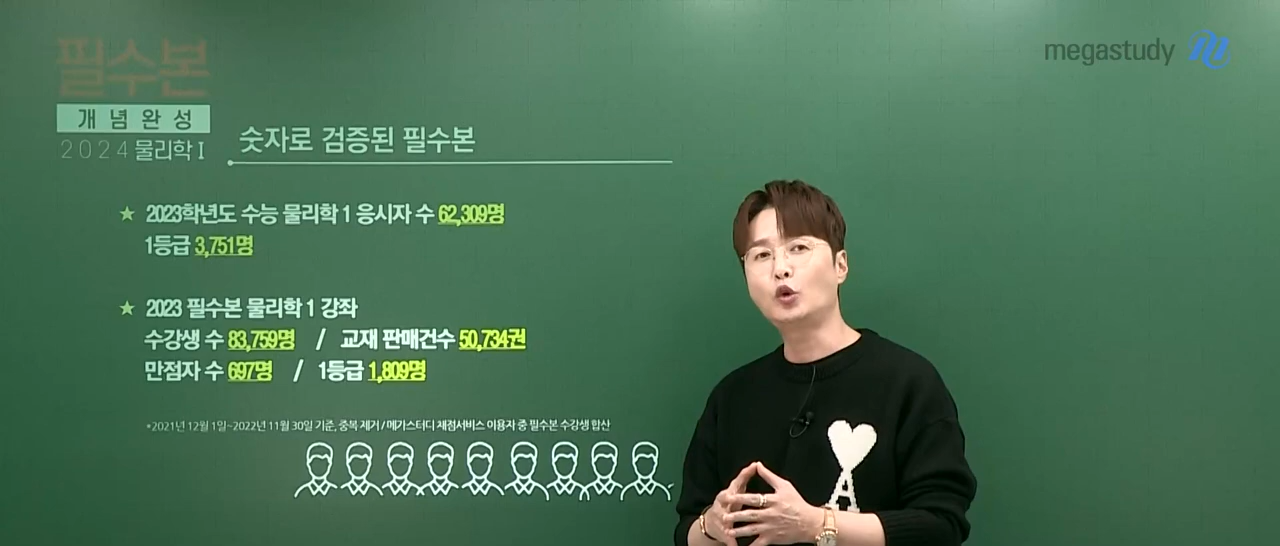 필수본
megastudy
개념완성
2024 물리학 I
숫자로 검증된 필수본
★ 2023학년도 수능 물리학 1 응시자 수 62,309명
1등급 3,751명
★ 2023 필수본 물리학 1 강좌
수강생 수 83,759명 / 교재 판매건수 50,734권
만점자 수 697명 / 1등급 1,809명
*2021년 12월 1일~2022년 11월 30일 기준, 중복 제거 / 메가스터디 채점서비스 이용자 중 필수본 수강생 합산
A